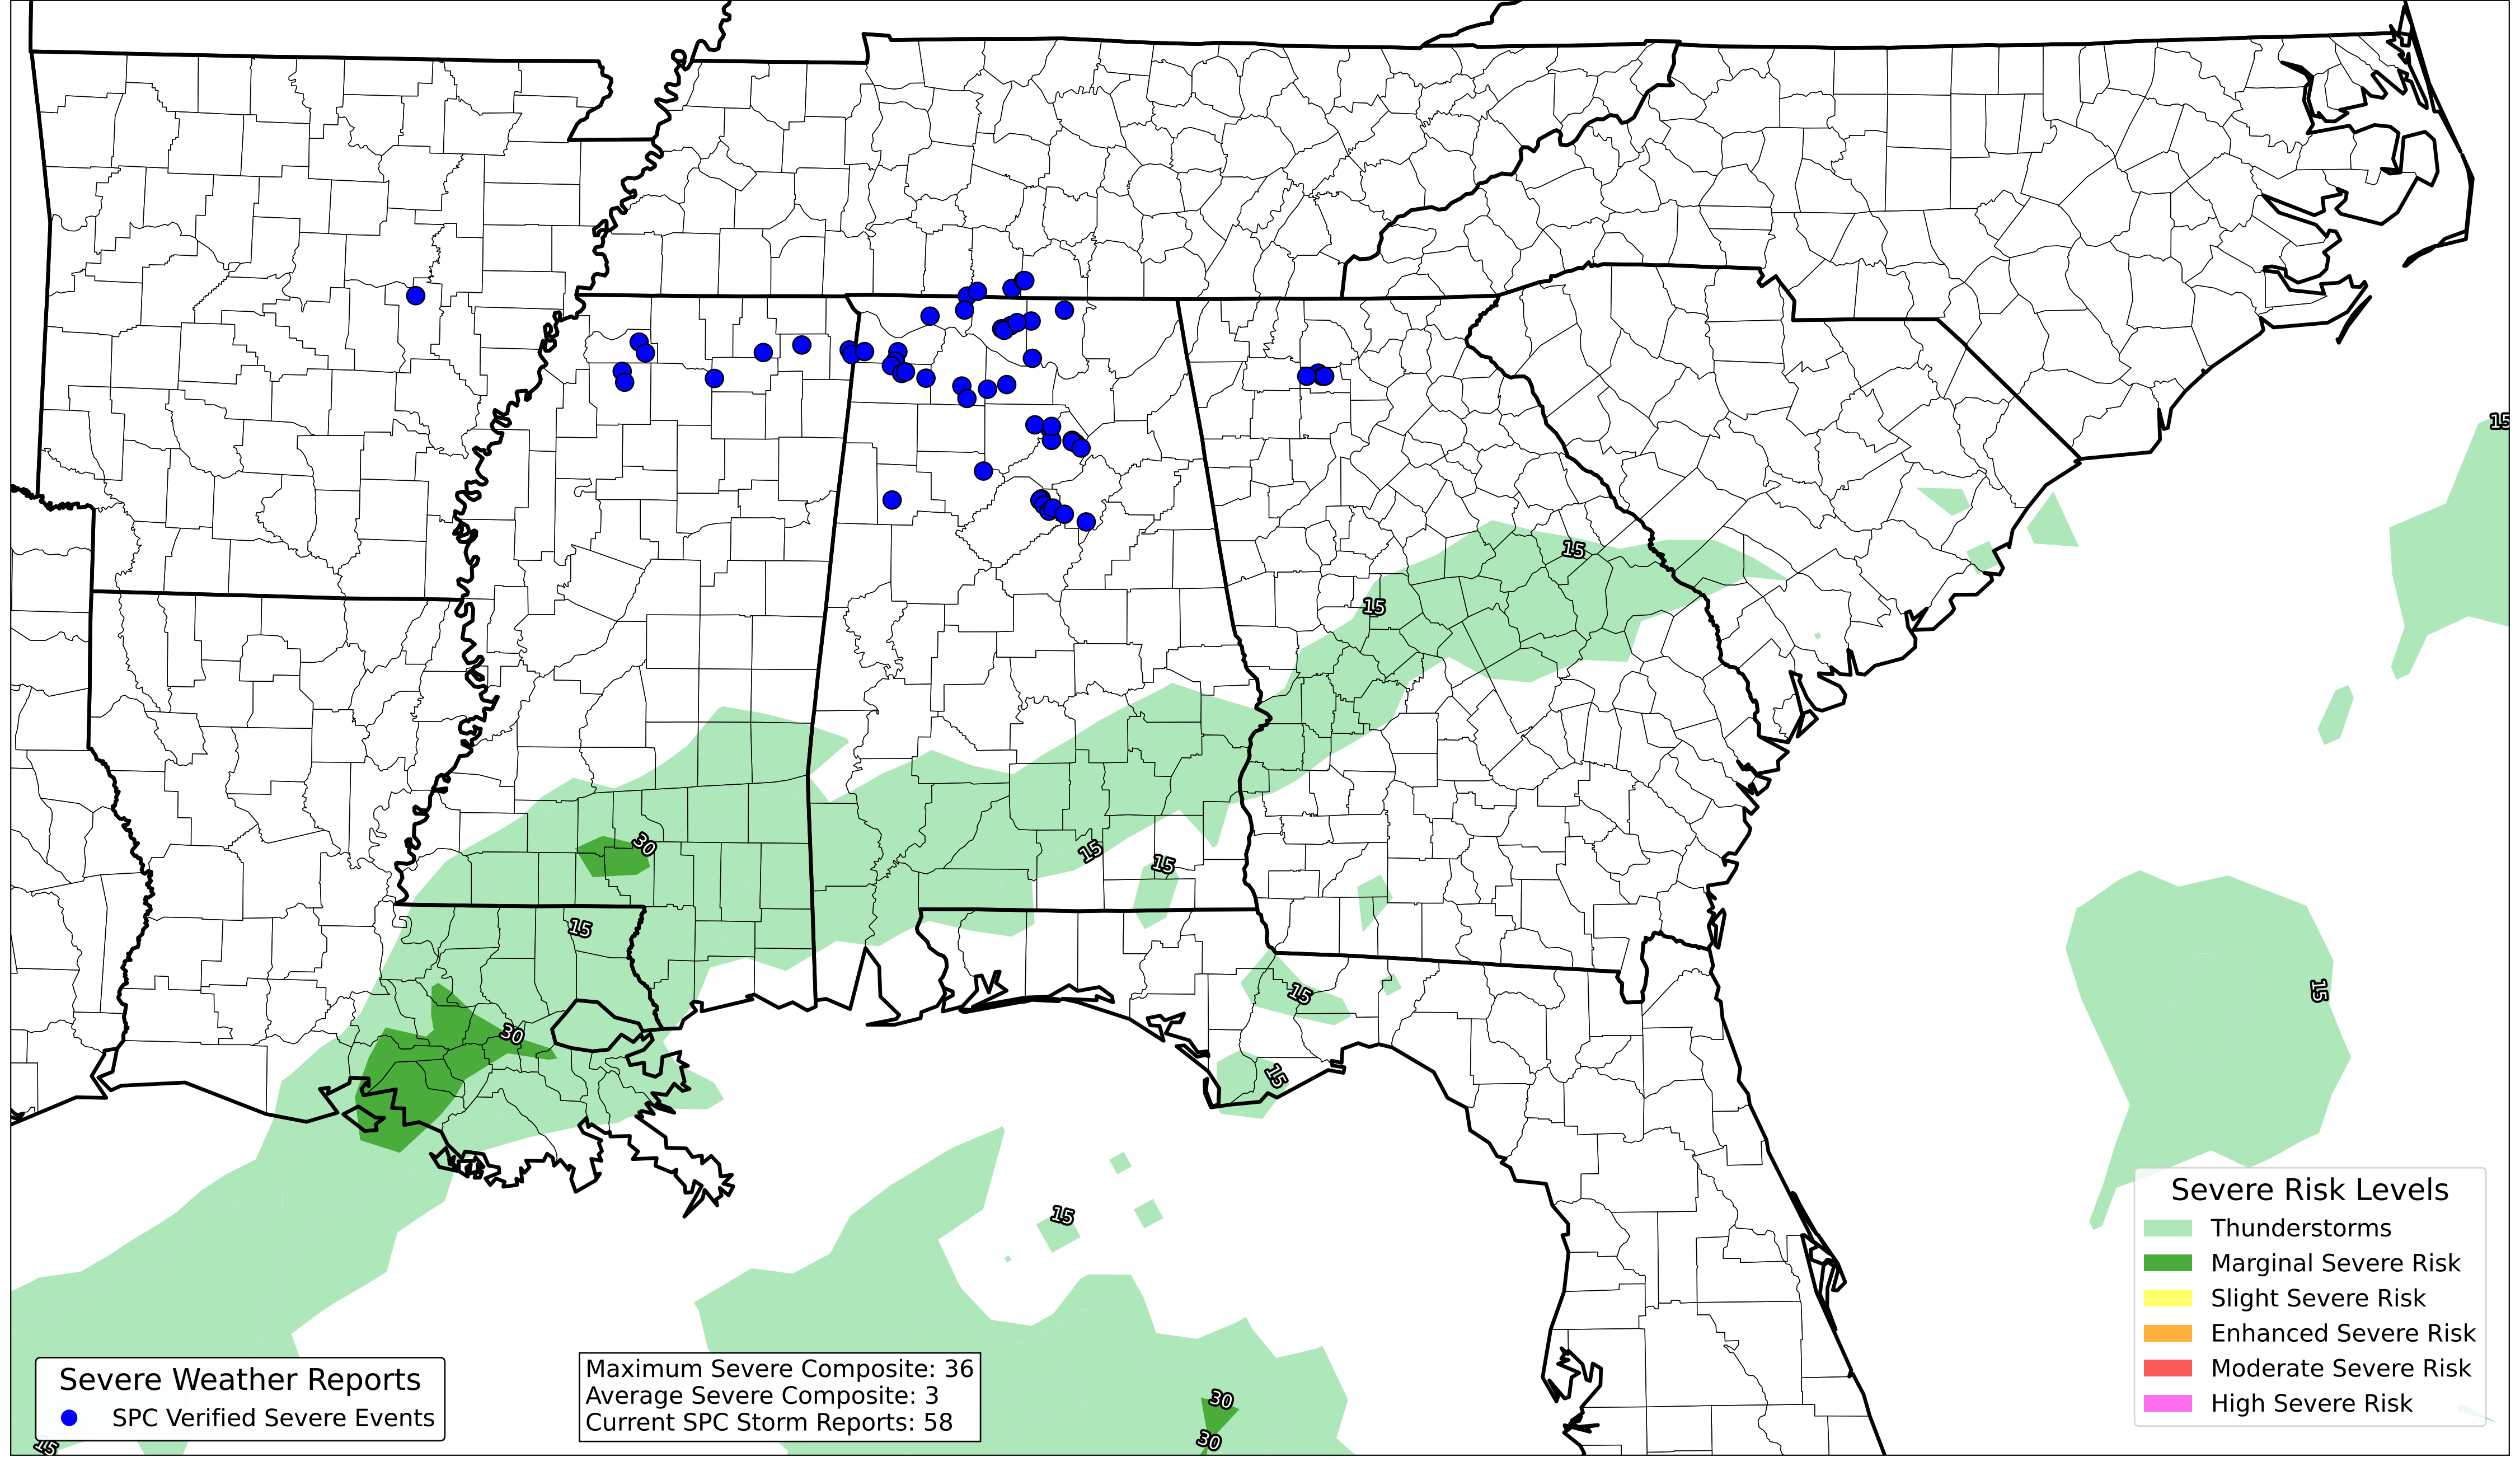 15
15
15
30
15
15
15
30
15
15
15
15
30
30
15
Severe Weather Reports
SPC Verified Severe Events
Maximum Severe Composite: 36
Average Severe Composite: 3
Current SPC Storm Reports: 58
Severe Risk Levels
Thunderstorms
Marginal Severe Risk
Slight Severe Risk
Enhanced Severe Risk
Moderate Severe Risk
High Severe Risk